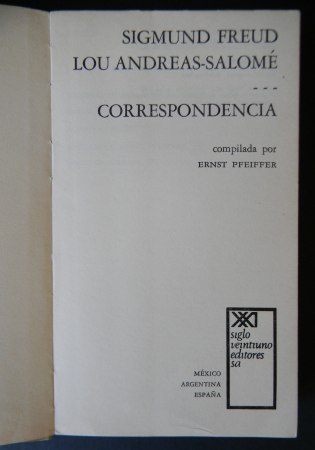 SIGMUND FREUD
LOU ANDREAS-SALOMÉ
---
CORRESPONDENCIA
compilada por
ERNST PFEIFFER
XXI
siglo
veintiuno
editores
sa
MÉXICO
ARGENTINA
ESPAÑA